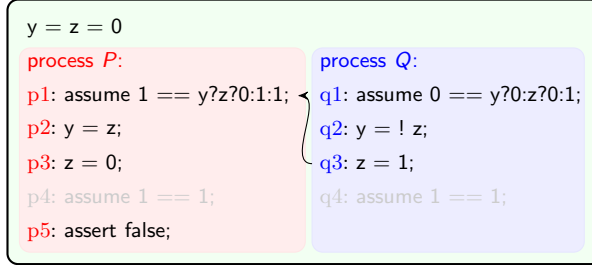 y = z = 0
process P:
p1: assume 1 == y?z?0:1:1;
p2: y = z;
p3: z = 0;
p4: assume 1 == 1;
p5: assert false;
process Q:
q1: assume 0 == y?0:z?0:1;
q2: y = ! z;
q3: z = 1;
q4: assume 1 == 1;